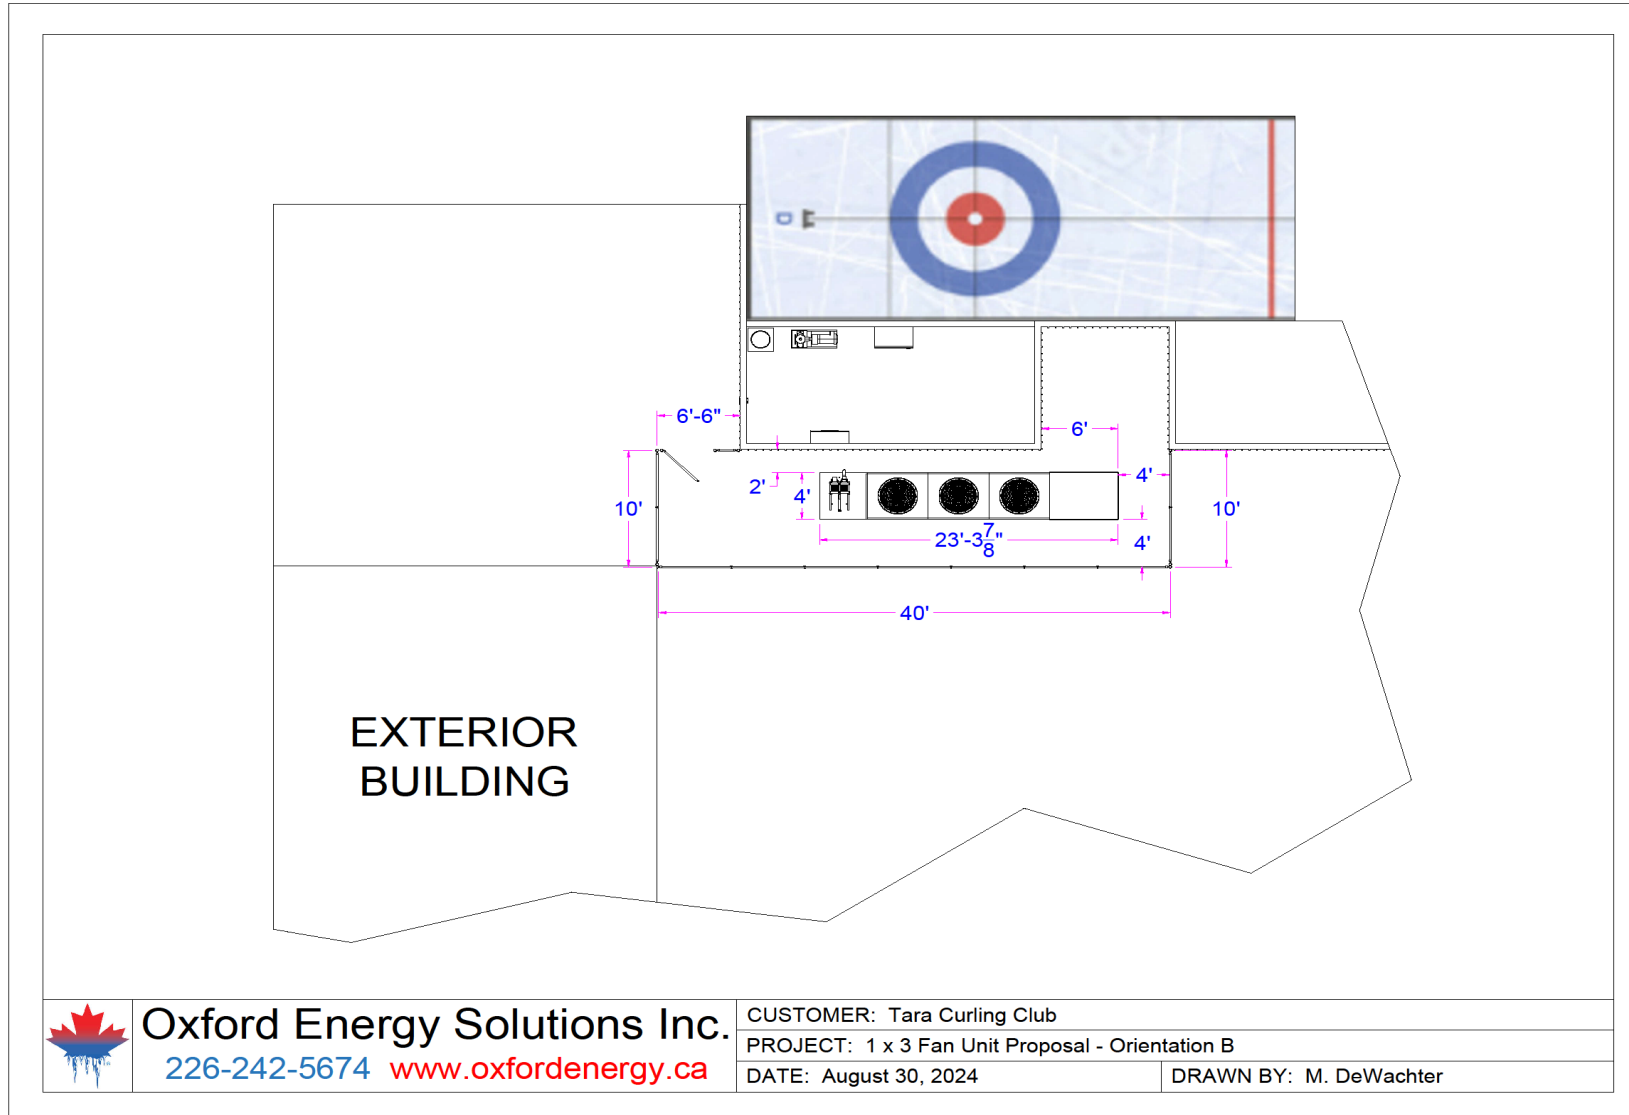 D
6'-6"
6'
2'
4'
4'
10'
10'
23'-3 7/8"
4'
40'
EXTERIOR
BUILDING
Oxford Energy Solutions Inc.
226-242-5674 www.oxfordenergy.ca
CUSTOMER: Tara Curling Club
PROJECT: 1 x 3 Fan Unit Proposal - Orientation B
DATE: August 30, 2024
DRAWN BY: M. DeWachter